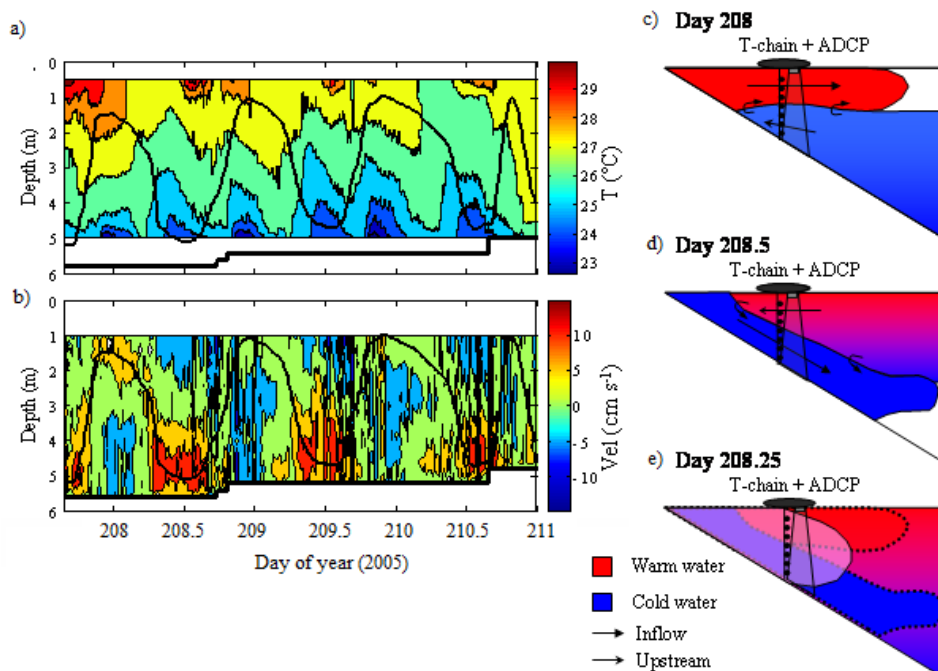 a)
0
1
2
3
4
5
6
Depth (m)
29
28
27
26
25
24
23
T (°C)
b)
0
1
2
3
4
5
6
Depth (m)
10
5
0
- 5
- 10
Vel (cm s⁻¹)
208
208.5
209
209.5
210
210.5
211
Day of year (2005)
c) Day 208
T-chain + ADCP
d) Day 208.5
T-chain + ADCP
e) Day 208.25
T-chain + ADCP
Warm water
Cold water
Inflow
Upstream